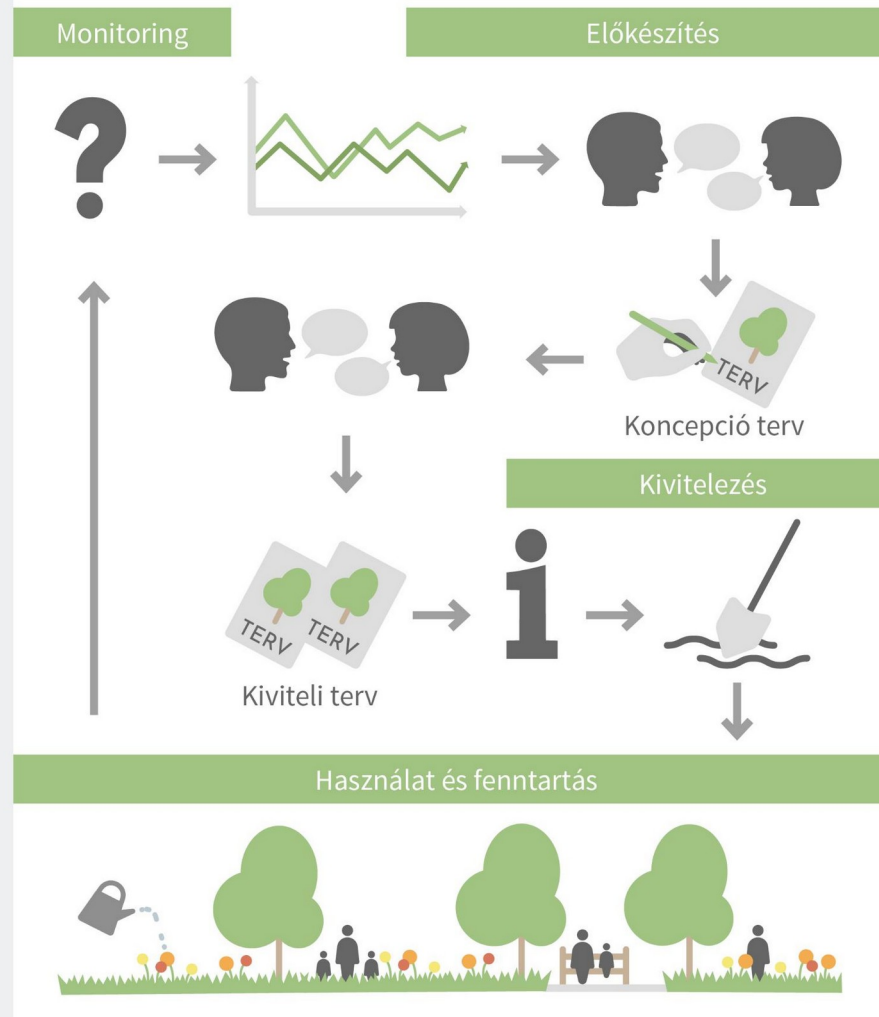 Monitoring
Előkészítés
TERV
Koncepció terv
Kivitelezés
TERV
TERV
Kiviteli terv
Használat és fenntartás